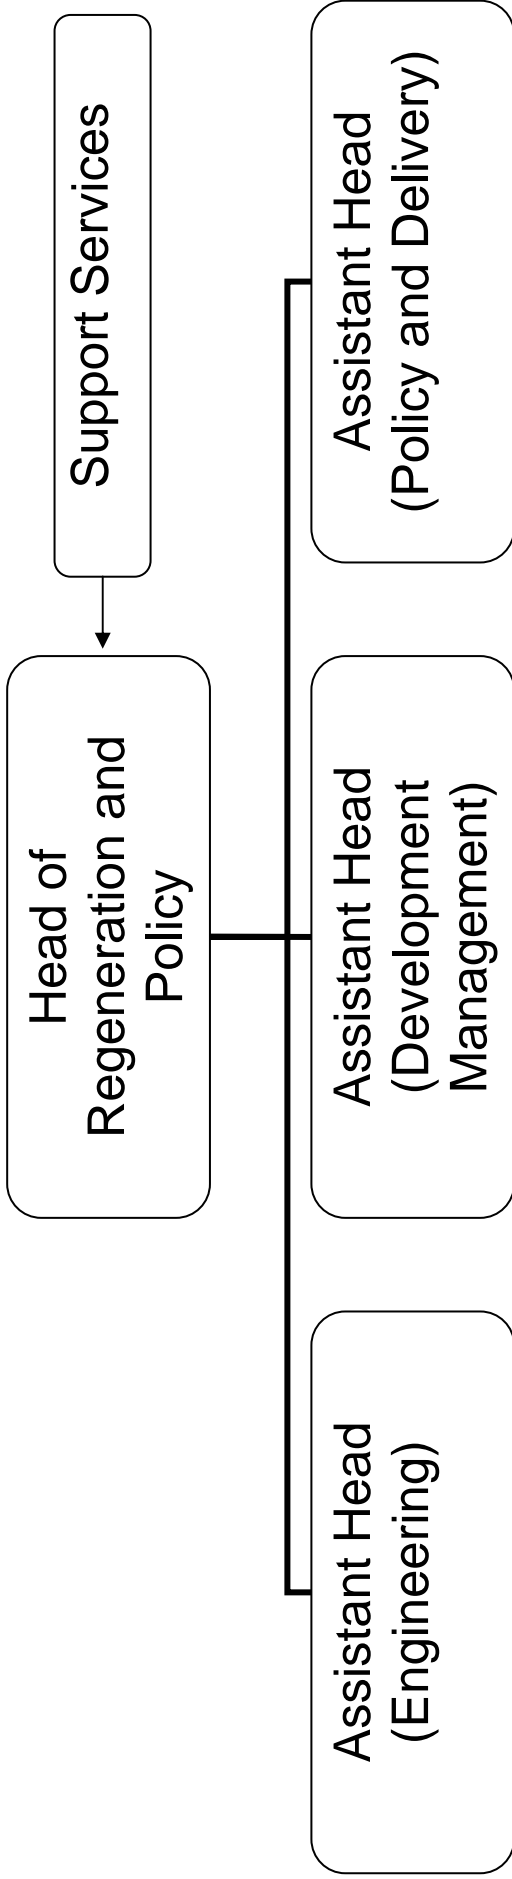 Head of
Regeneration and
Policy
Support Services
Assistant Head
(Engineering)
Assistant Head
(Development
Management)
Assistant Head
(Policy and Delivery)